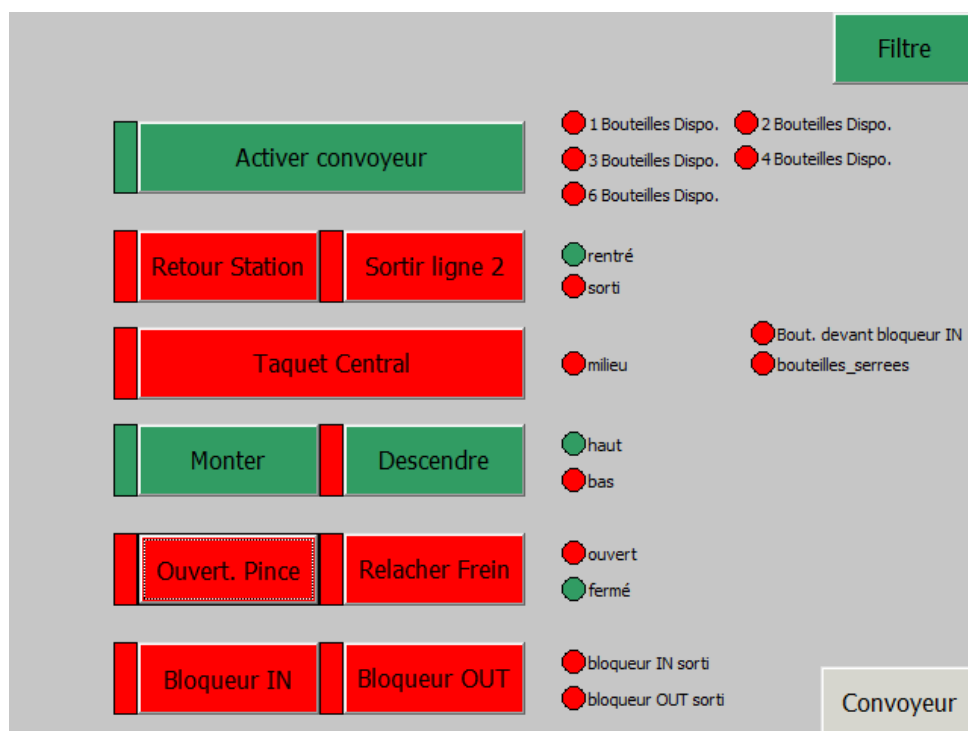 Filtre
Activer convoyeur
1 Bouteilles Dispo. 2 Bouteilles Dispo.
3 Bouteilles Dispo. 4 Bouteilles Dispo.
6 Bouteilles Dispo.
Retour Station Sortir ligne 2
rentré
sorti
Taquet Central
Bout. devant bloqueur IN
milieu bouteilles_serrees
Monter Descendre
haut
bas
Ouvert. Pince Relacher Frein
ouvert
fermé
Bloqueur IN Bloqueur OUT
bloqueur IN sorti
bloqueur OUT sorti
Convoyeur